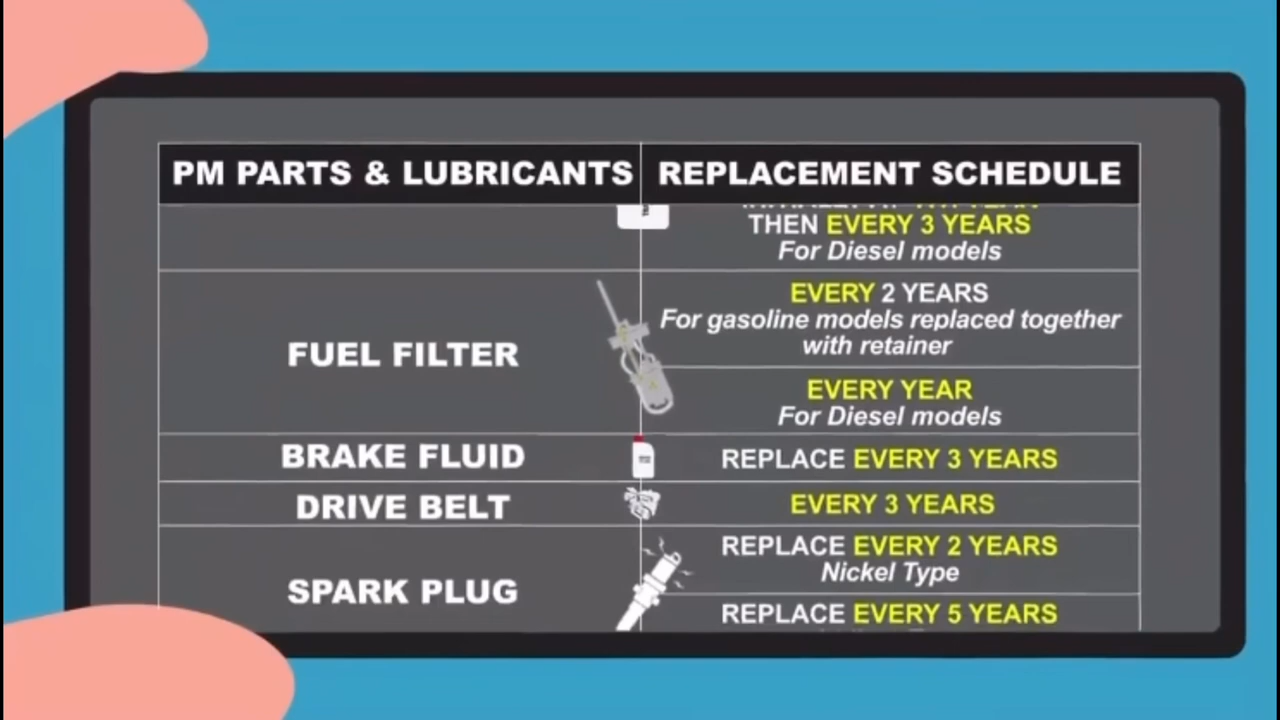 PM PARTS & LUBRICANTS
REPLACEMENT SCHEDULE
THEN EVERY 3 YEARS
For Diesel models
FUEL FILTER
EVERY 2 YEARS
For gasoline models replaced together
with retainer
EVERY YEAR
For Diesel models
BRAKE FLUID
REPLACE EVERY 3 YEARS
DRIVE BELT
EVERY 3 YEARS
SPARK PLUG
REPLACE EVERY 2 YEARS
Nickel Type
REPLACE EVERY 5 YEARS